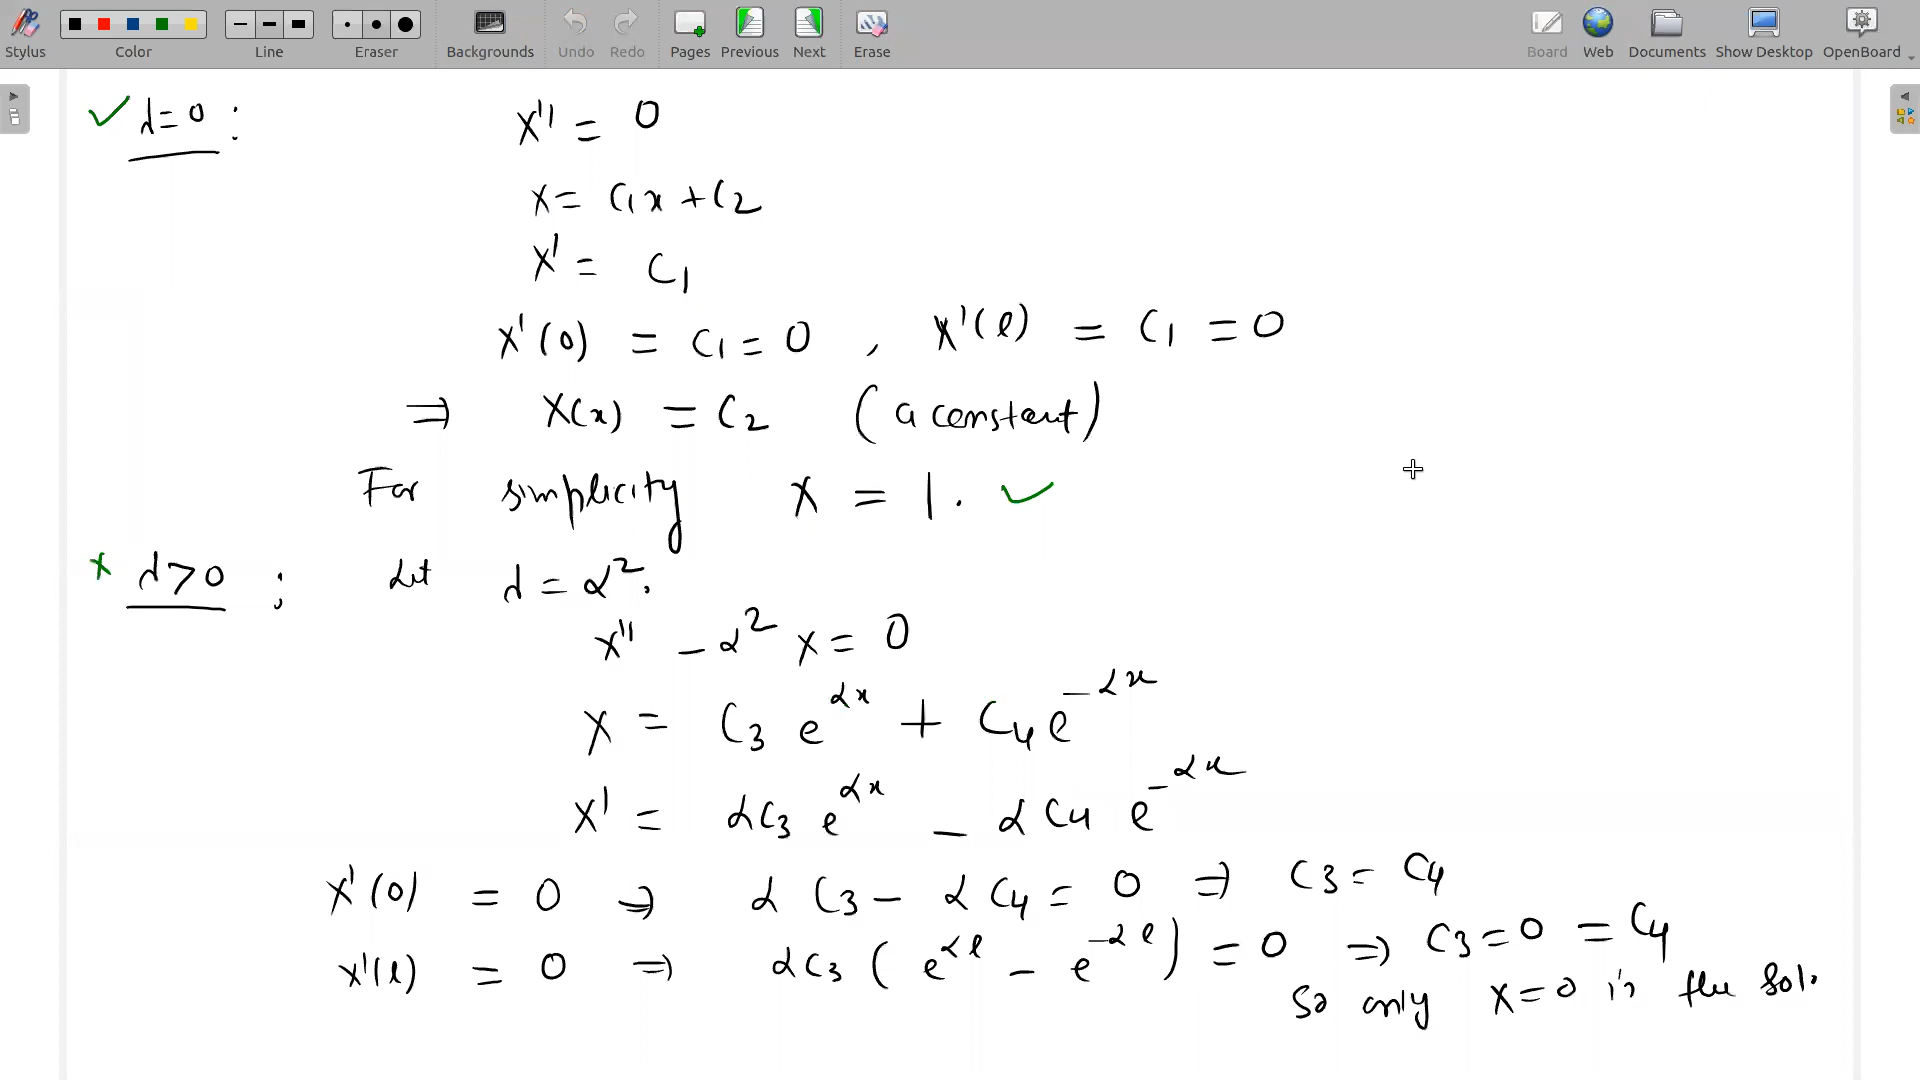 Stylus Color Line Eraser Backgrounds Undo Redo Pages Previous Next Erase Board Web Documents Show Desktop OpenBoard
λ=0 : X'' = 0
X = C₁x + C₂
X' = C₁
X'(0) = C₁ = 0 , X'(l) = C₁ = 0
⇒ X(x) = C₂ (a constant)
For simplicity X = 1.
λ>0 ; Let λ = α².
X'' - α² X = 0
X = C₃ e^{αx} + C₄ e^{-αx}
X' = αC₃ e^{αx} - αC₄ e^{-αx}
X'(0) = 0 ⇒ αC₃ - αC₄ = 0 ⇒ C₃ = C₄
X'(l) = 0 ⇒ αC₃ (e^{αl} - e^{-αl}) = 0 ⇒ C₃ = 0 = C₄
So only X=0 is the sol.